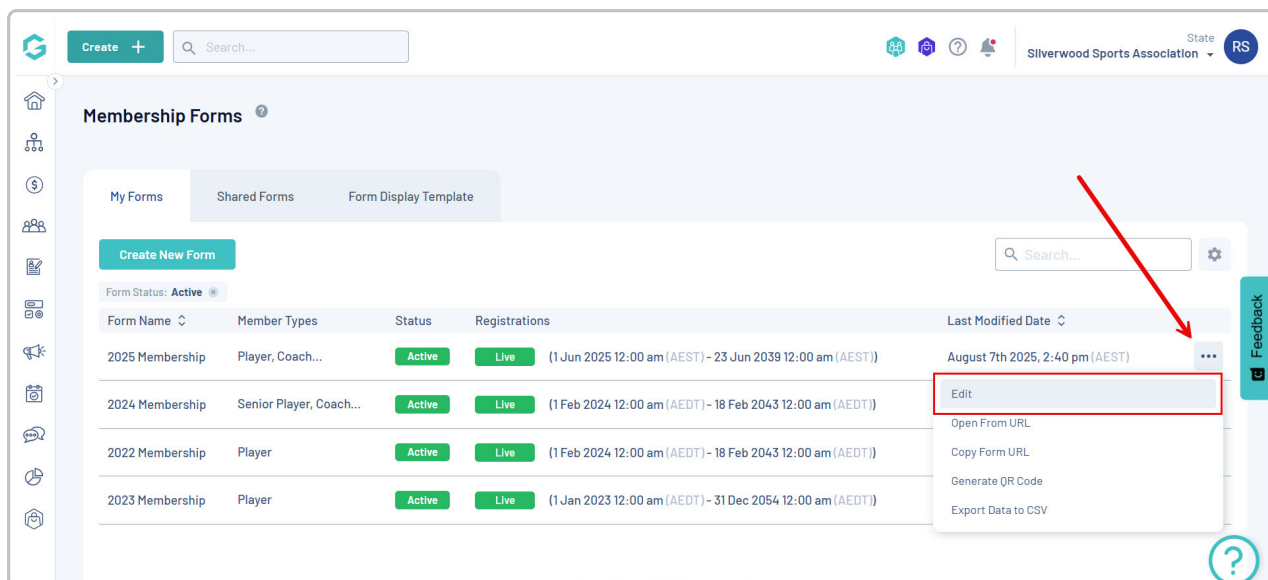 Create +
Search...
State
Silverwood Sports Association
RS
Membership Forms
My Forms Shared Forms Form Display Template
Create New Form
Search...
Form Status: Active
Form Name Member Types Status Registrations Last Modified Date
2025 Membership Player, Coach... Active Live (1 Jun 2025 12:00 am (AEST) - 23 Jun 2039 12:00 am (AEST)) August 7th 2025, 2:40 pm (AEST)
2024 Membership Senior Player, Coach... Active Live (1 Feb 2024 12:00 am (AEDT) - 18 Feb 2043 12:00 am (AEDT))
2022 Membership Player Active Live (1 Feb 2024 12:00 am (AEDT) - 18 Feb 2043 12:00 am (AEDT))
2023 Membership Player Active Live (1 Jan 2023 12:00 am (AEDT) - 31 Dec 2054 12:00 am (AEDT))
Edit
Open From URL
Copy Form URL
Generate QR Code
Export Data to CSV
Feedback